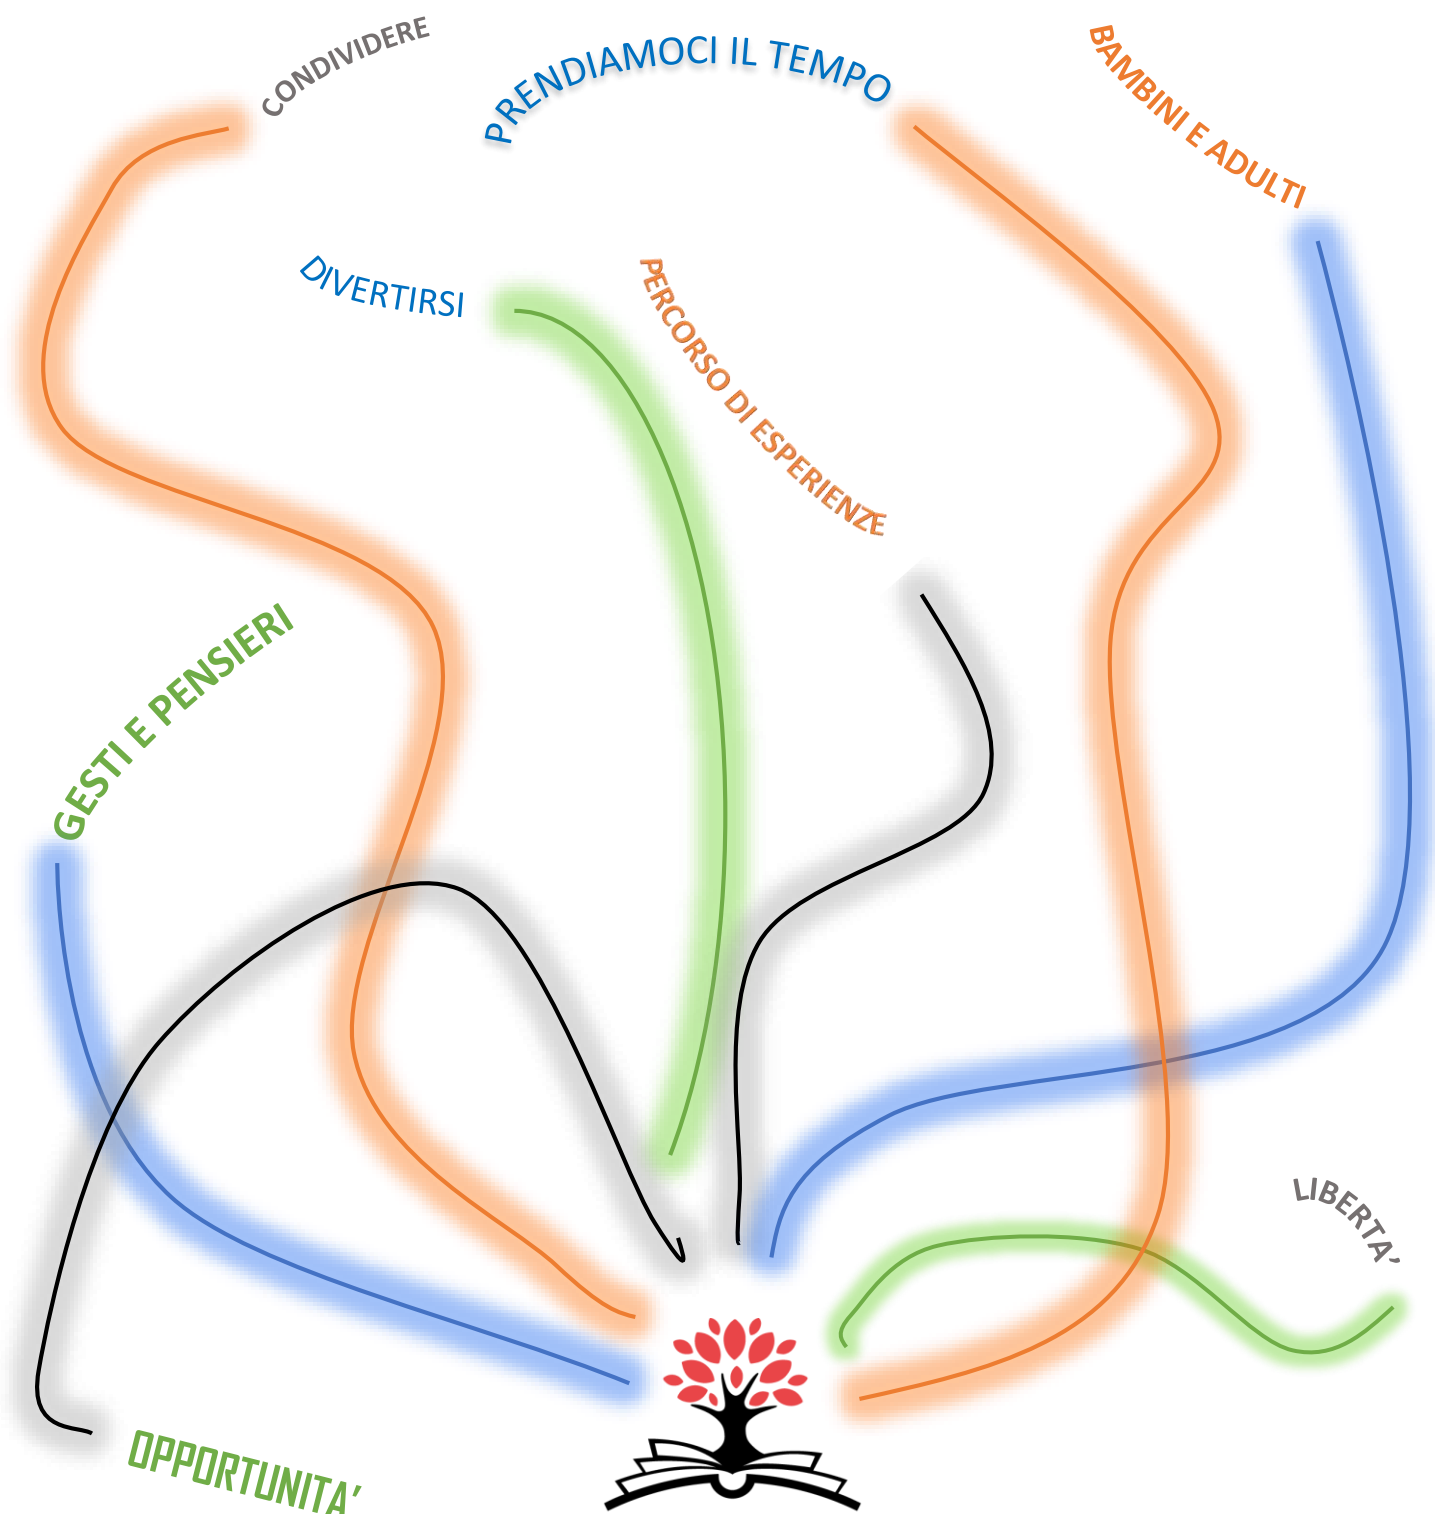 CONDIVIDERE
PRENDIAMOCI IL TEMPO
BAMBINI E ADULTI
DIVERTIRSI
PERCORSO DI ESPERIENZE
GESTI E PENSIERI
LIBERTA'
OPPORTUNITA'